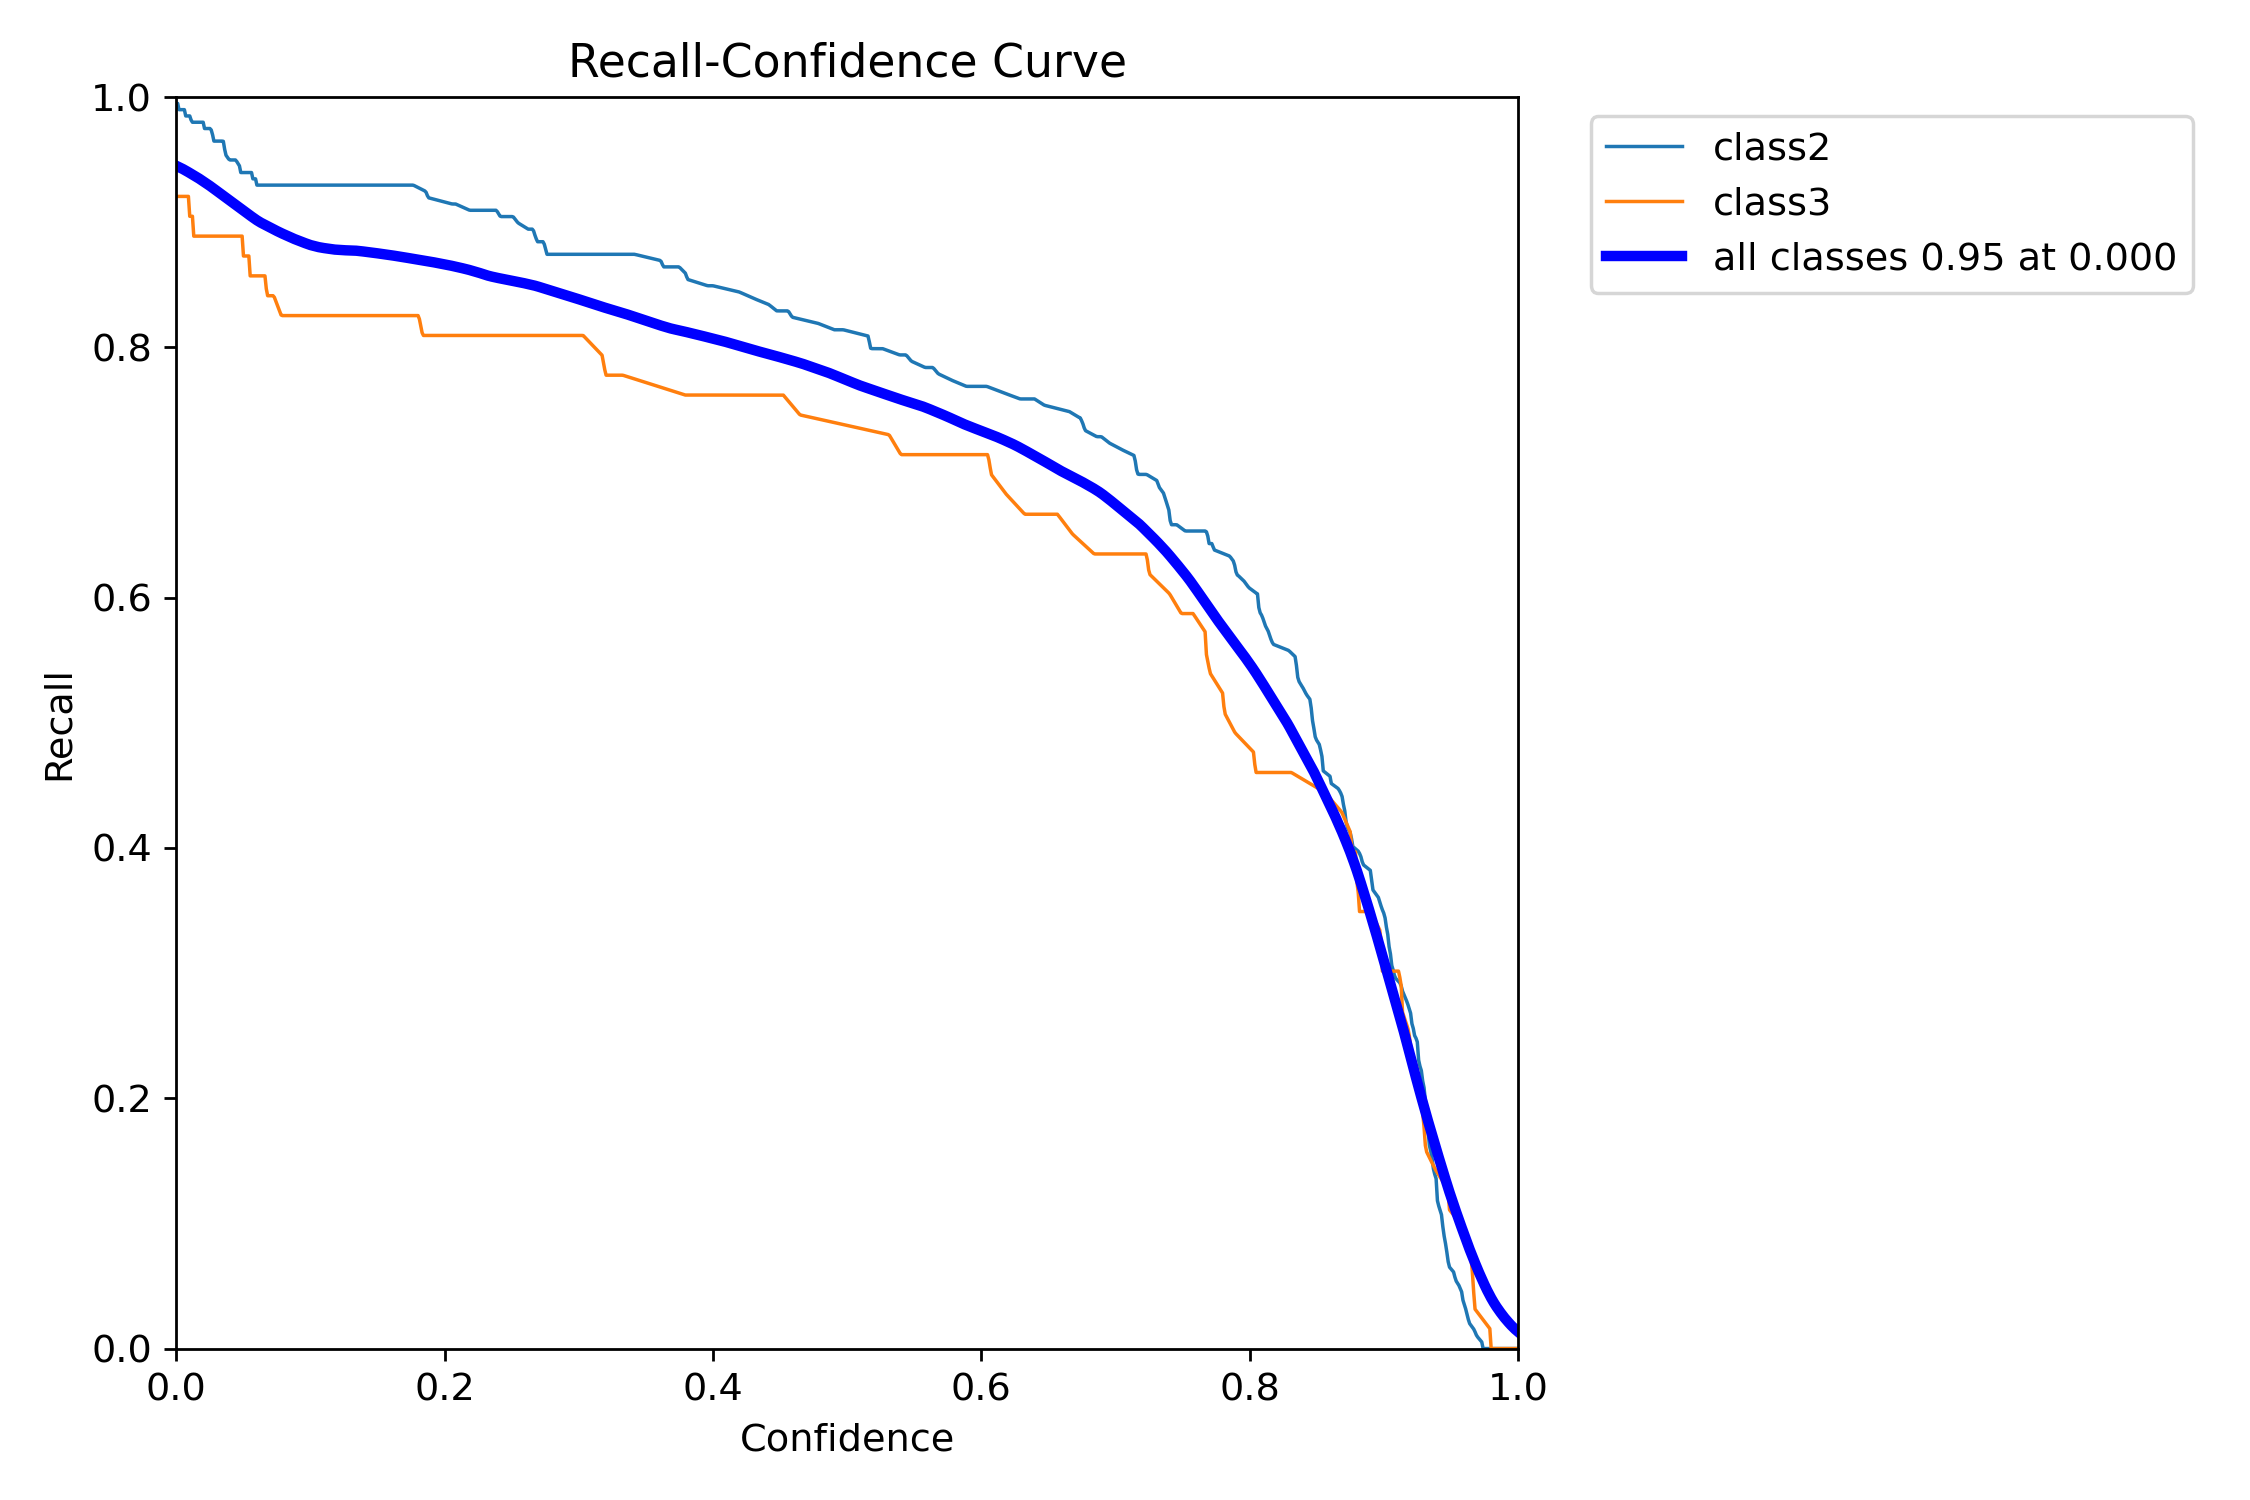 Recall-Confidence Curve
1.0
0.8
0.6
0.4
0.2
0.0
Recall
0.0 0.2 0.4 0.6 0.8 1.0
Confidence
class2
class3
all classes 0.95 at 0.000